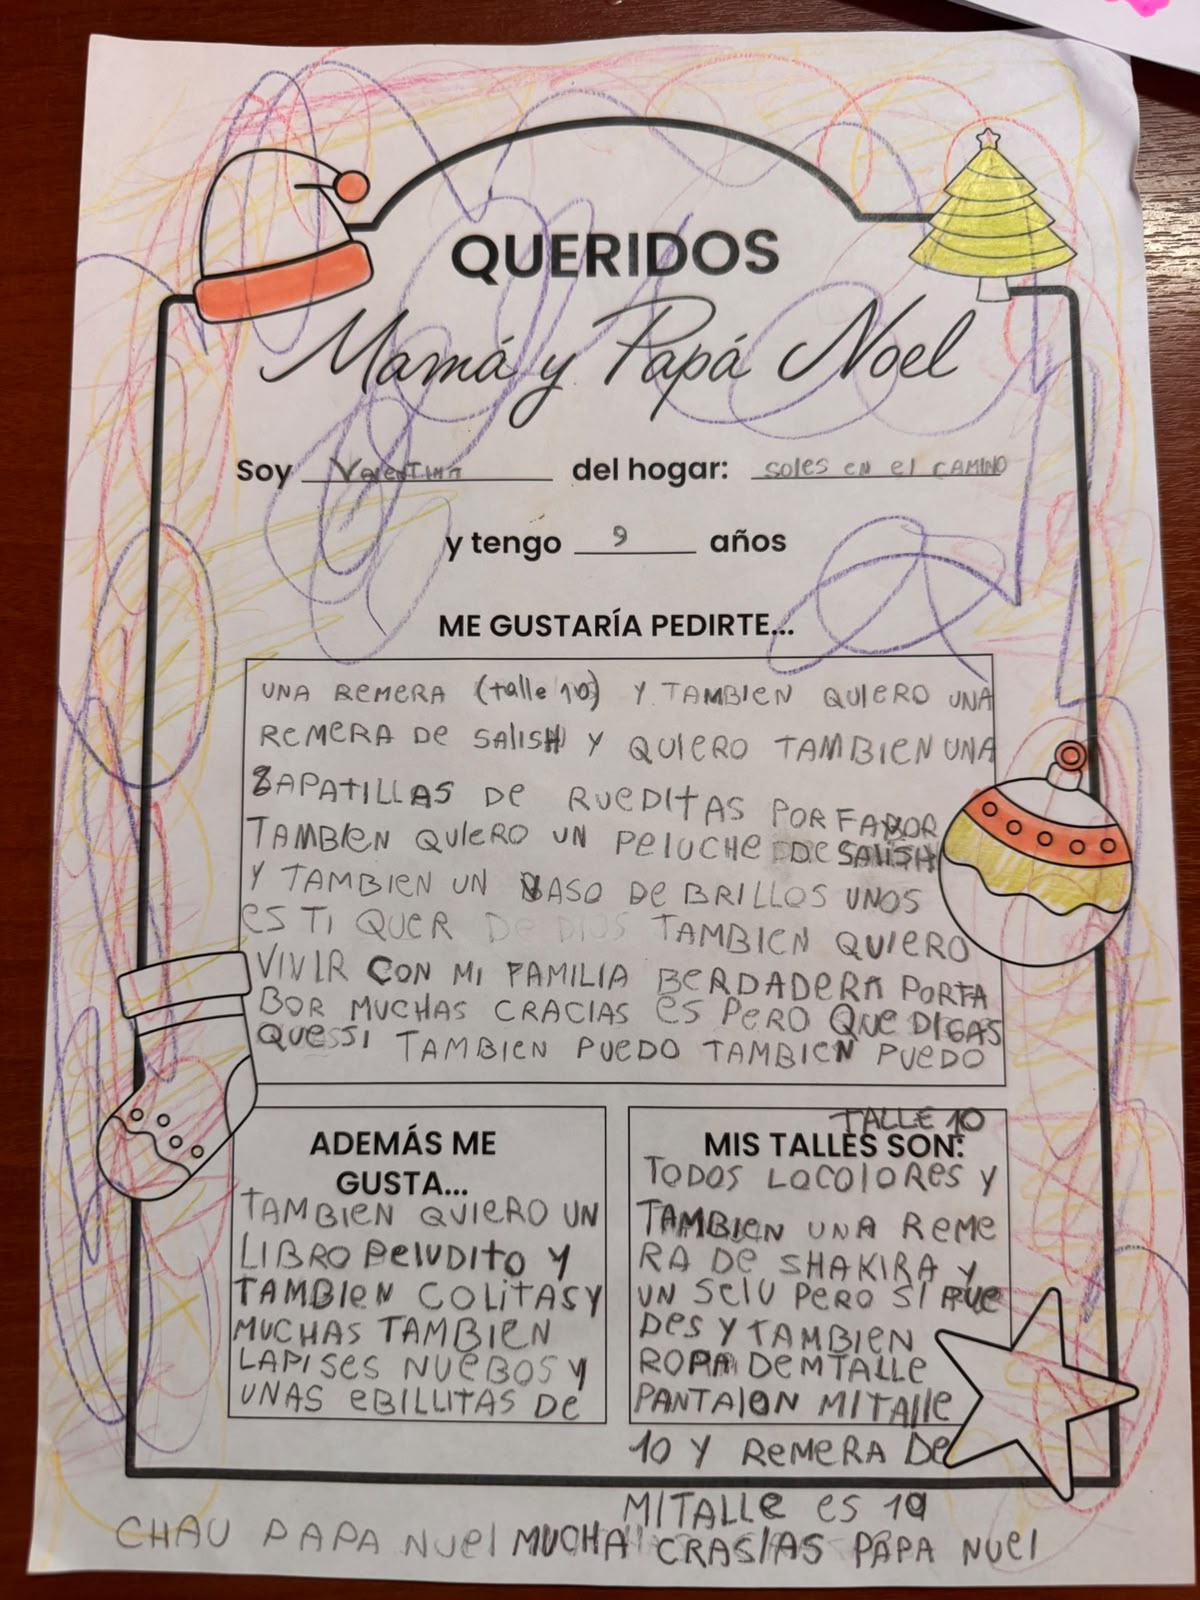 QUERIDOS
Mamá y Papá Noel
Soy Valentina del hogar: soles en el CAMINO
y tengo 9 años
ME GUSTARÍA PEDIRTE...
UNA REMERA (talle 10) Y TAMBIEN QUIERO UNA
REMERA DE SALISH Y QUIERO TAMBIEN UNA
ZAPATILLAS DE RUEDITAS POR FAVOR
TAMBIEN QUIERO UN PELUCHE DE SALISH
Y TAMBIEN UN VASO DE BRILLOS UNOS
ES TI QUER DE DIOS TAMBIEN QUIERO
VIVIR CON MI FAMILIA BERDADERA PORFA
BOR MUCHAS CRACIAS ES PERO QUE DIGAS
QUESSI TAMBIEN PUEDO TAMBIEN PUEDO
ADEMÁS ME
GUSTA...
TAMBIEN QUIERO UN
LIBRO PELUDITO Y
TAMBIEN COLITAS Y
MUCHAS TAMBIEN
LAPISES NUEBOS Y
UNAS EBILLITAS DE
TALLE 10
MIS TALLES SON:
TODOS LOCOLORES Y
TAMBIEN UNA REME
RA DE SHAKIRA Y
UN SELU PERO SI PUE
DES Y TAMBIEN
ROPA DEMTALLE
PANTALON MITALLE
10 Y REMERA DE
MITALLE ES 10
CHAU PAPA NUEL MUCHA CRASIAS PAPA NUEL